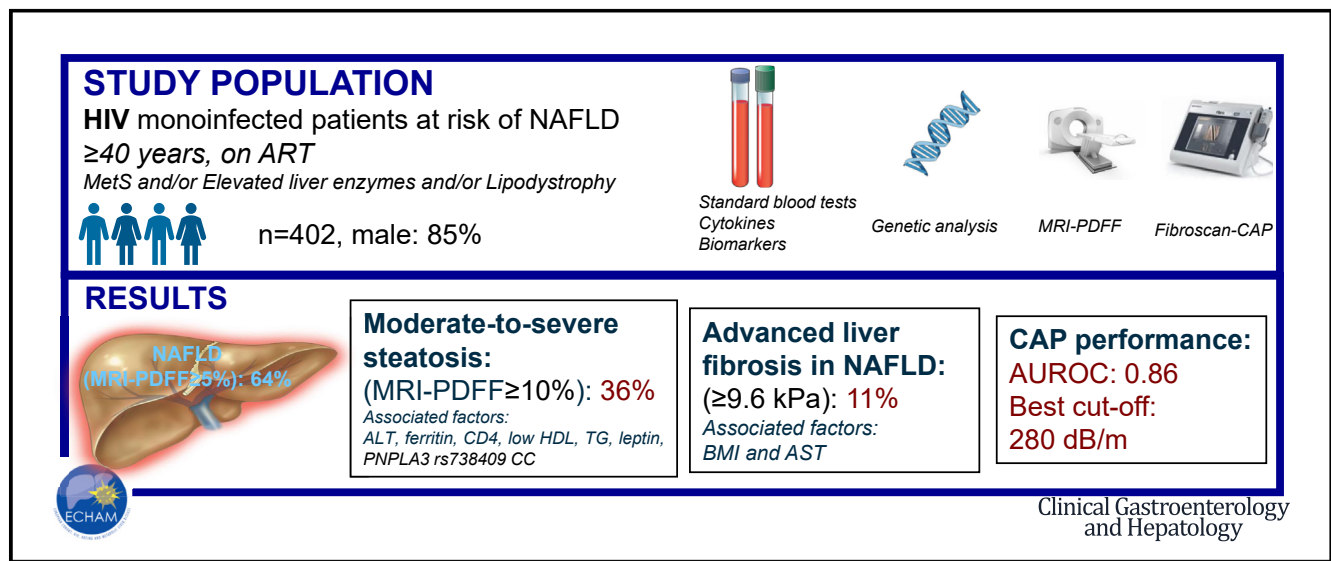 STUDY POPULATION
HIV monoinfected patients at risk of NAFLD
≥40 years, on ART
MetS and/or Elevated liver enzymes and/or Lipodystrophy
n=402, male: 85%
Standard blood tests
Cytokines
Biomarkers
Genetic analysis
MRI-PDFF
Fibroscan-CAP
RESULTS
NAFLD
(MRI-PDFF≥5%): 64%
Moderate-to-severe
steatosis:
(MRI-PDFF≥10%): 36%
Associated factors:
ALT, ferritin, CD4, low HDL, TG, leptin,
PNPLA3 rs738409 CC
Advanced liver
fibrosis in NAFLD:
(≥9.6 kPa): 11%
Associated factors:
BMI and AST
CAP performance:
AUROC: 0.86
Best cut-off:
280 dB/m
ECHAM
Clinical Gastroenterology
and Hepatology